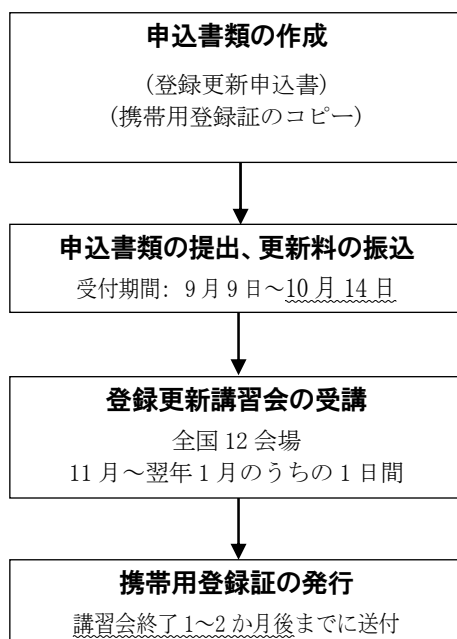 申込書類の作成
(登録更新申込書)
(携帯用登録証のコピー)
申込書類の提出、更新料の振込
受付期間: 9月9日～10月14日
登録更新講習会の受講
全国12会場
11月～翌年1月のうちの1日間
携帯用登録証の発行
講習会終了1～2か月後までに送付